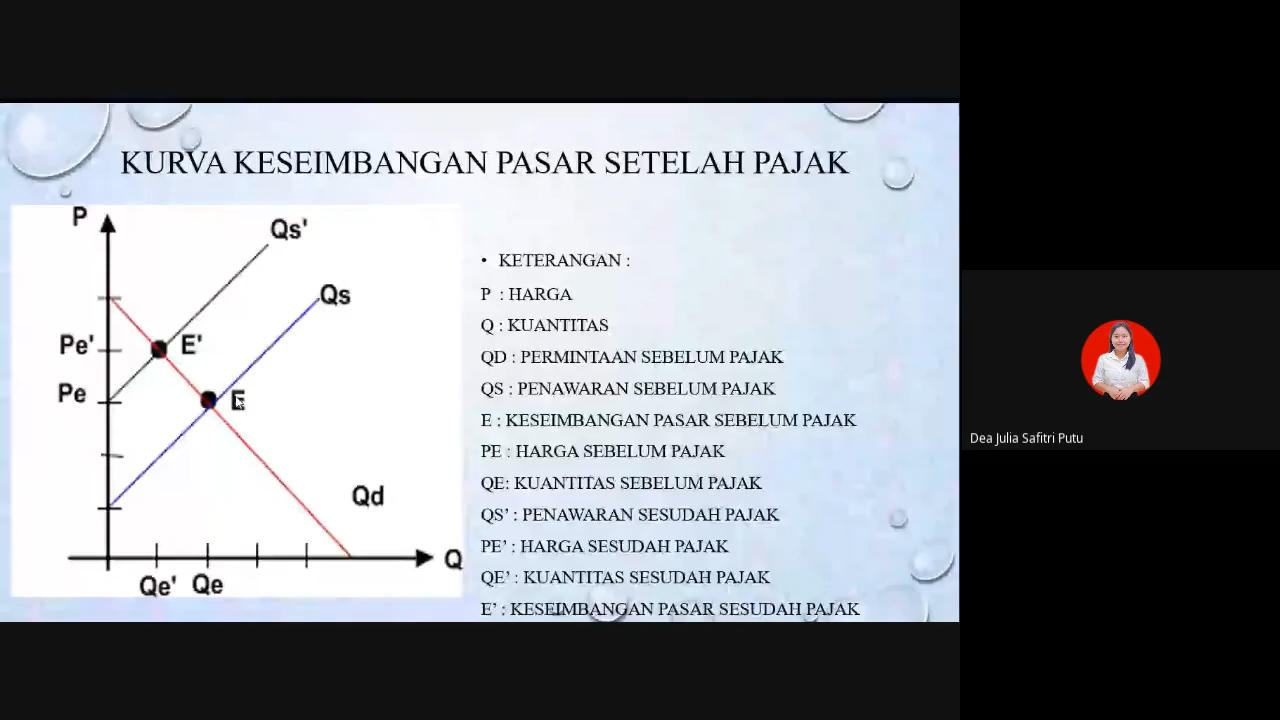 KURVA KESEIMBANGAN PASAR SETELAH PAJAK
P
Qs'
Qs
Pe'
E'
Pe
E
Qd
Q
Qe' Qe
• KETERANGAN :
P : HARGA
Q : KUANTITAS
QD : PERMINTAAN SEBELUM PAJAK
QS : PENAWARAN SEBELUM PAJAK
E : KESEIMBANGAN PASAR SEBELUM PAJAK
PE : HARGA SEBELUM PAJAK
QE: KUANTITAS SEBELUM PAJAK
QS’ : PENAWARAN SESUDAH PAJAK
PE’ : HARGA SESUDAH PAJAK
QE’ : KUANTITAS SESUDAH PAJAK
E’ : KESEIMBANGAN PASAR SESUDAH PAJAK
Dea Julia Safitri Putu